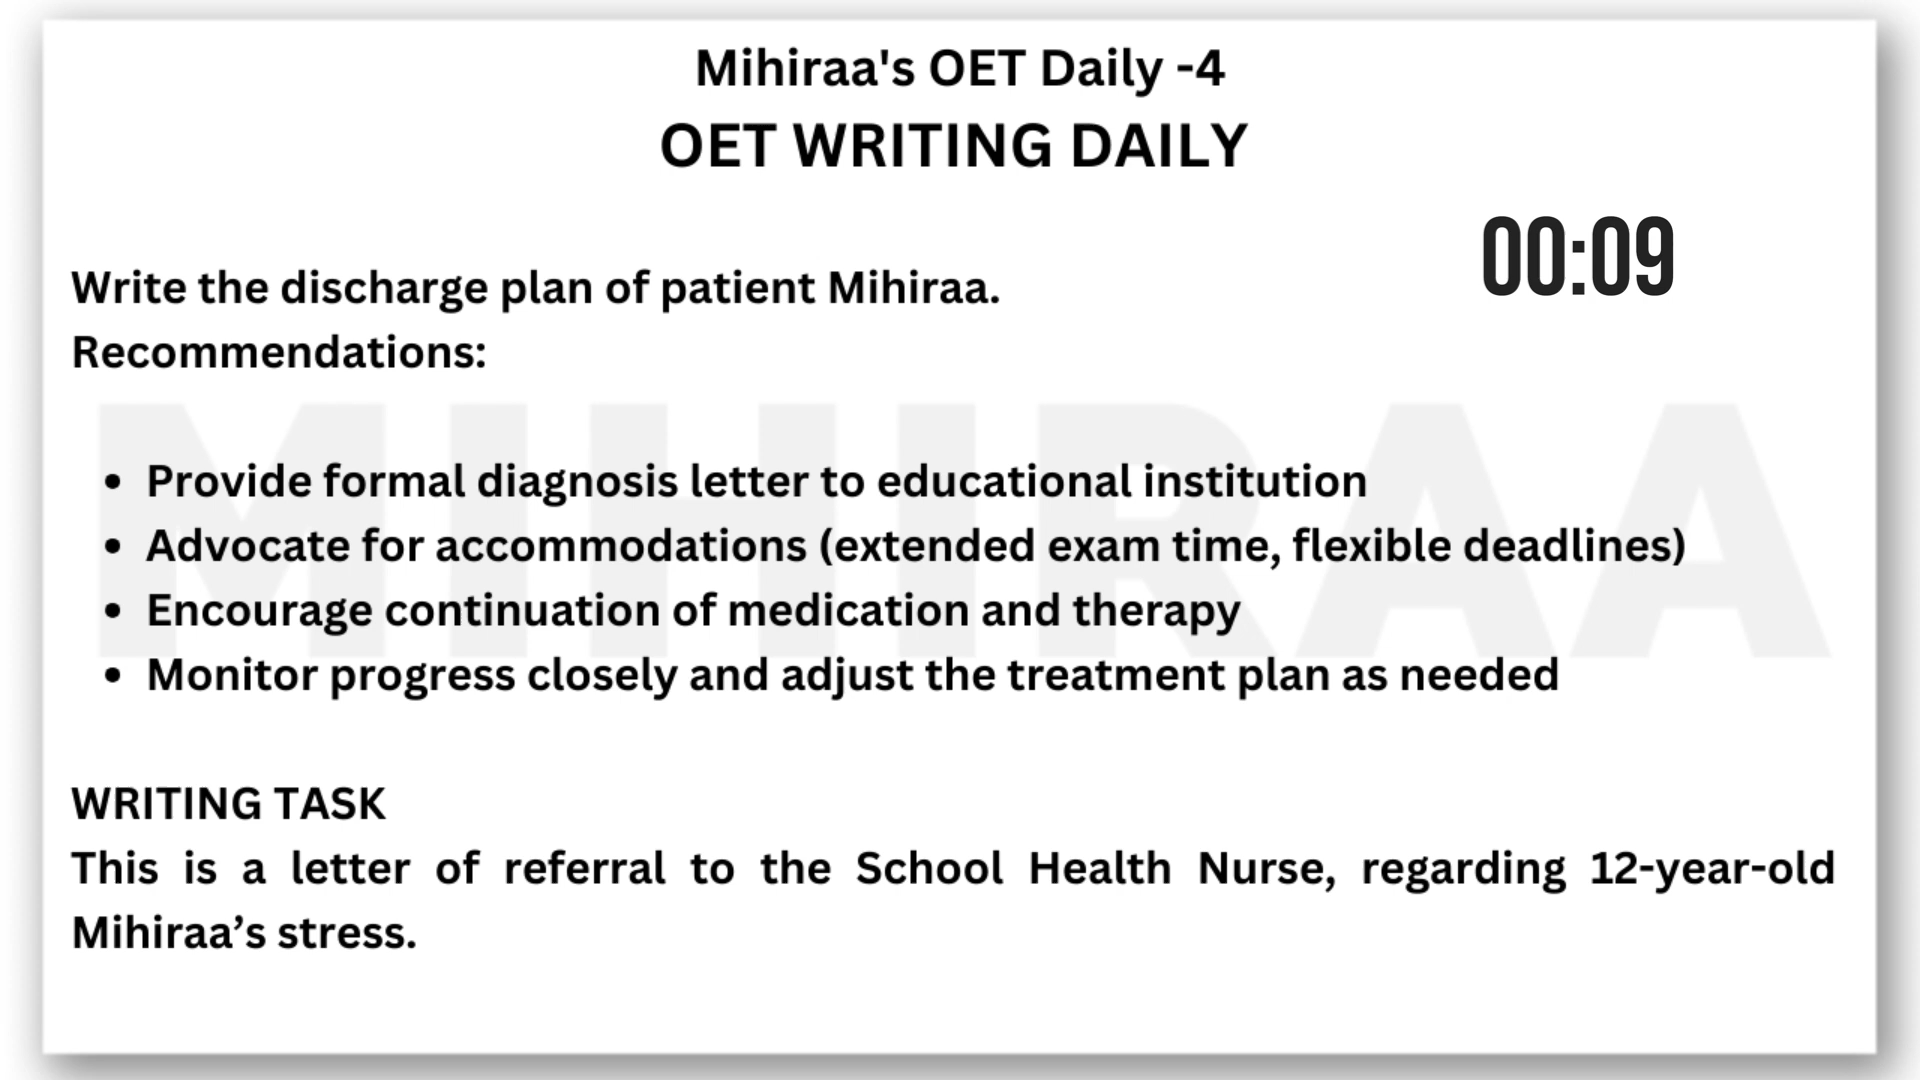 Mihiraa's OET Daily -4
OET WRITING DAILY
00:09
Write the discharge plan of patient Mihiraa.
Recommendations:
MIHIRAA
• Provide formal diagnosis letter to educational institution
• Advocate for accommodations (extended exam time, flexible deadlines)
• Encourage continuation of medication and therapy
• Monitor progress closely and adjust the treatment plan as needed
WRITING TASK
This is a letter of referral to the School Health Nurse, regarding 12-year-old
Mihiraa’s stress.